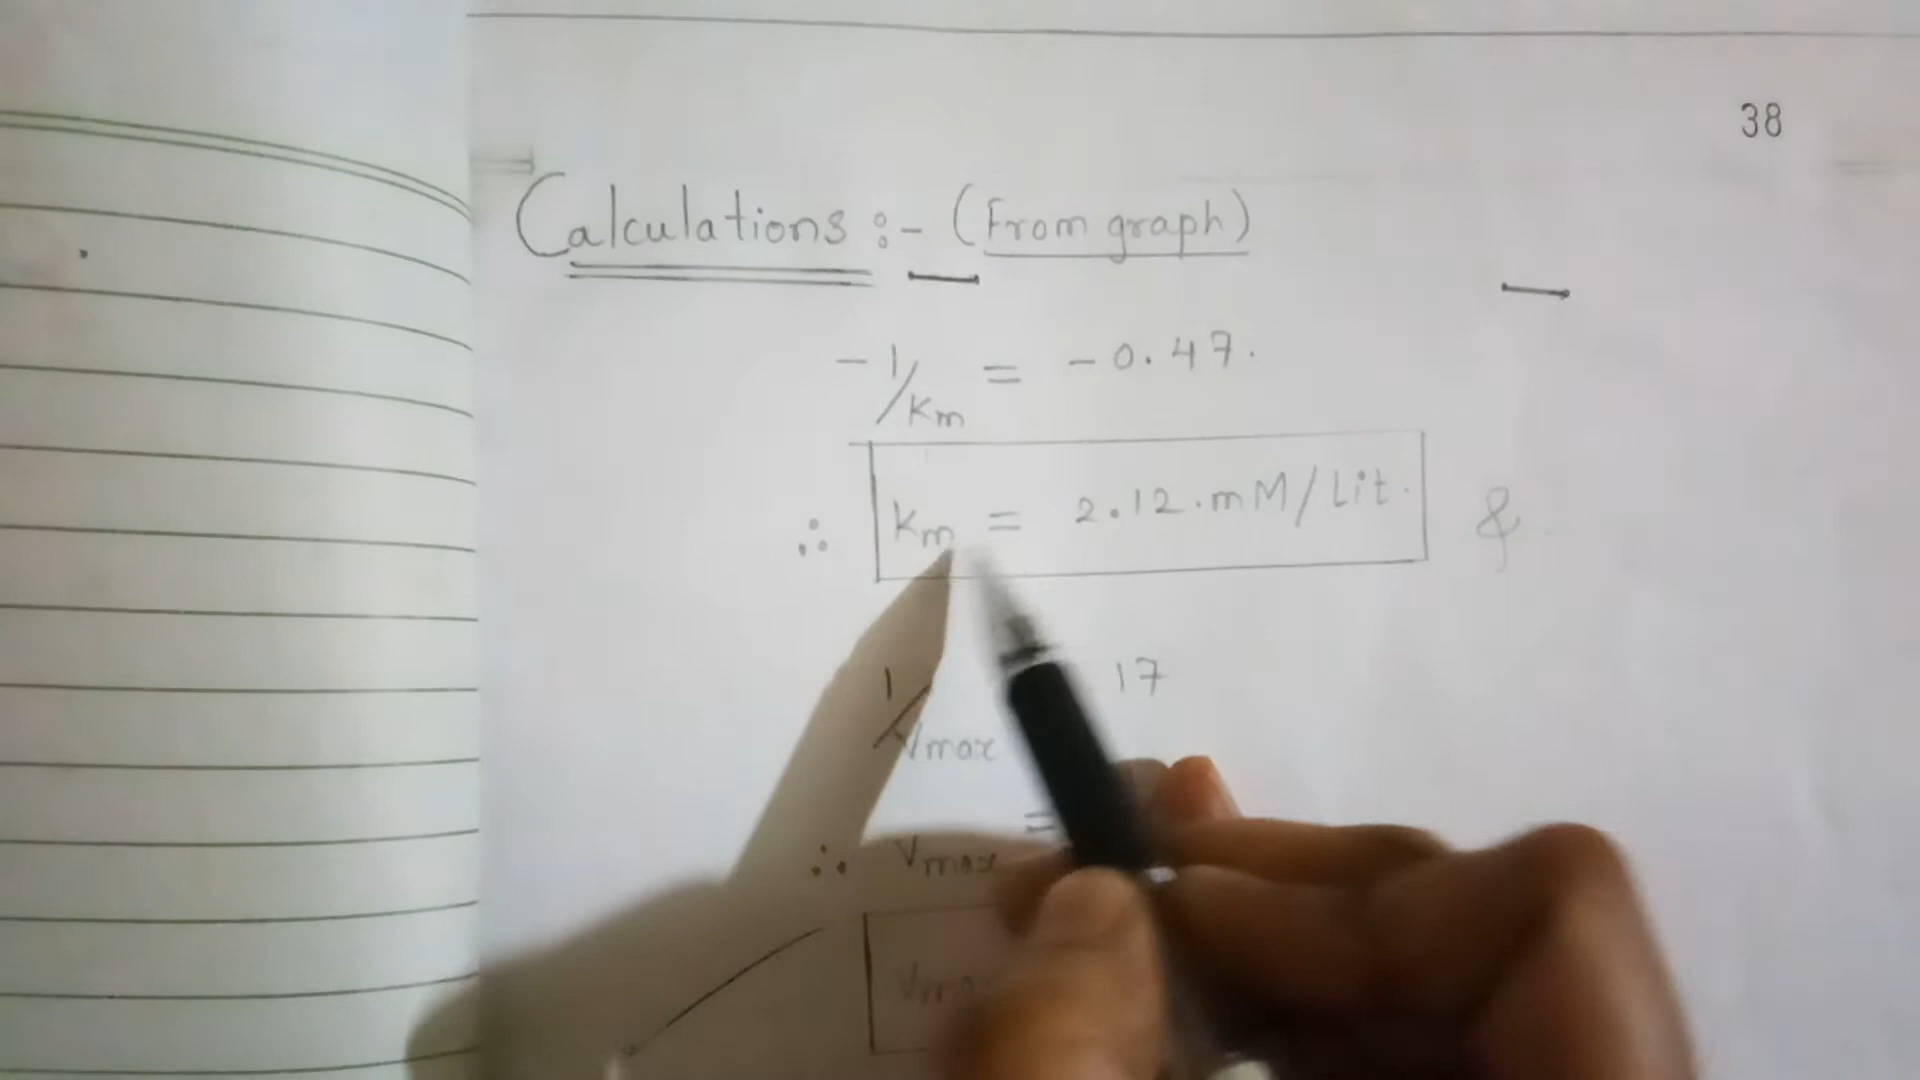 38
Calculations :- (From graph)
-1/Km = -0.47.
∴ Km = 2.12.mM/Lit. &
1/Vmax 17
∴ Vmax =